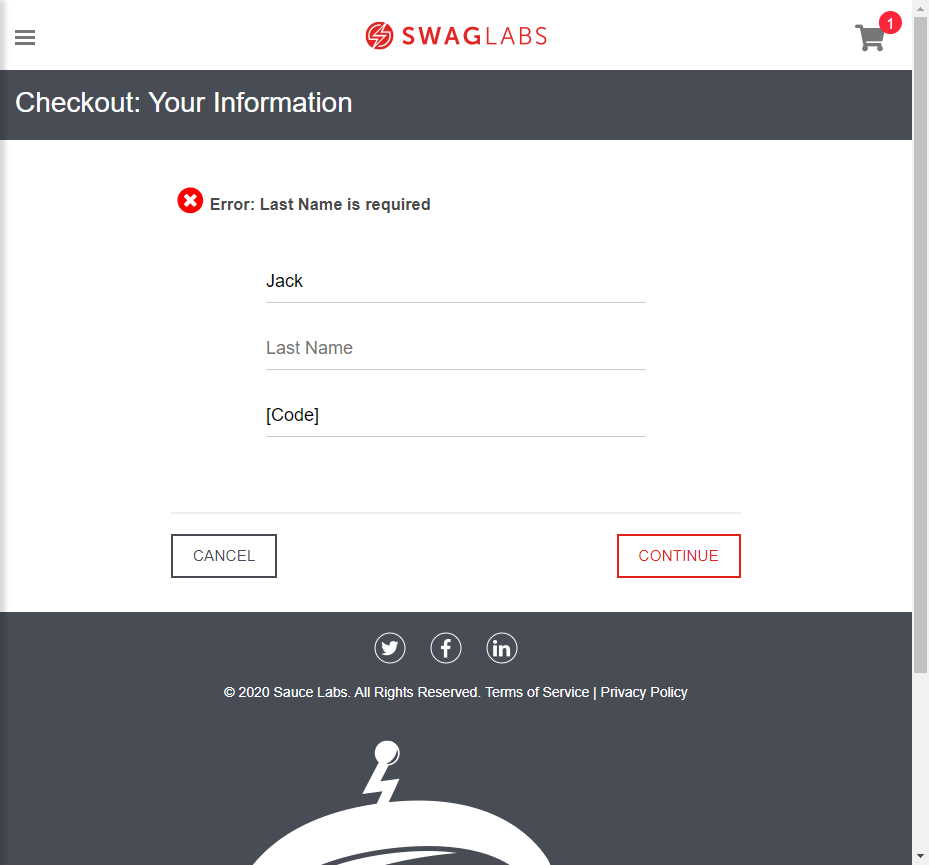 SWAGLABS
1
Checkout: Your Information
Error: Last Name is required
Jack
Last Name
[Code]
CANCEL
CONTINUE
© 2020 Sauce Labs. All Rights Reserved. Terms of Service | Privacy Policy